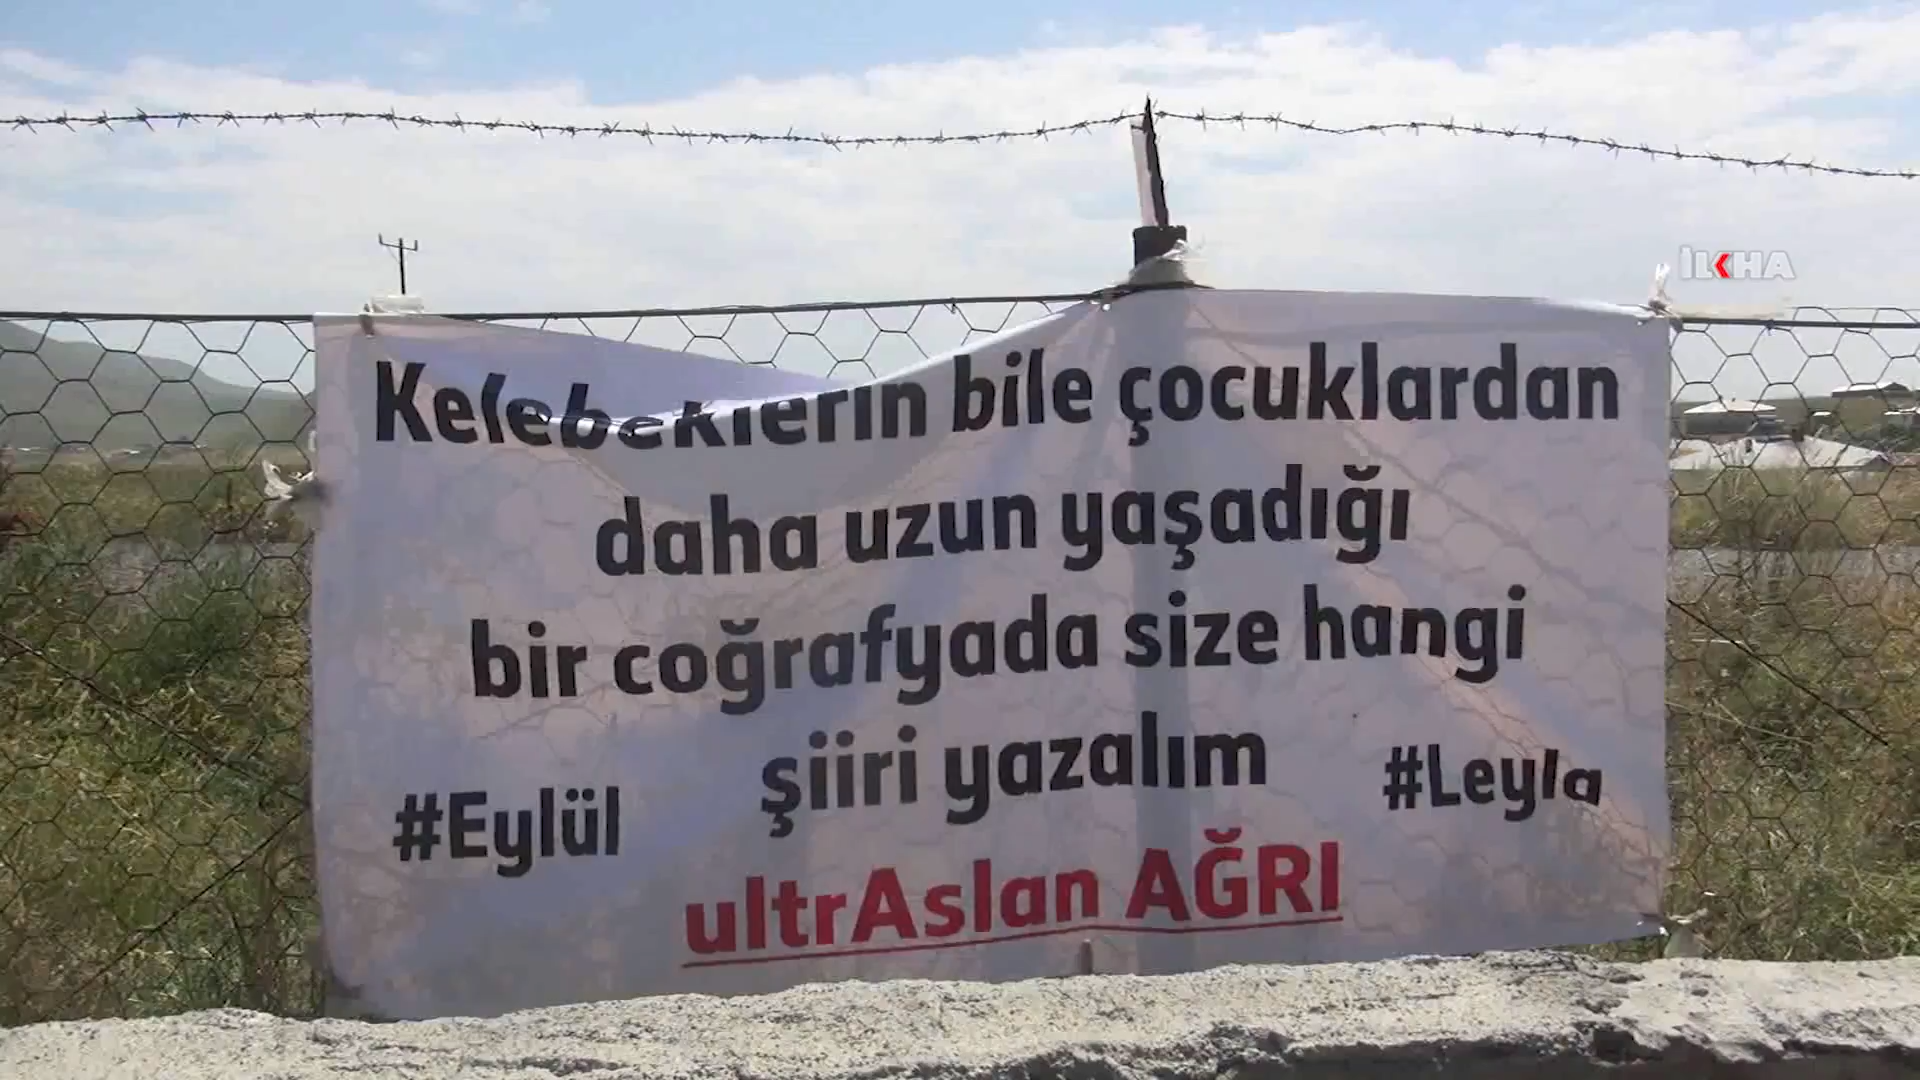 İLKHA
Kelebeklerin bile çocuklardan
daha uzun yaşadığı
bir coğrafyada size hangi
şiiri yazalım
#Eylül
#Leyla
ultrAslan AĞRI